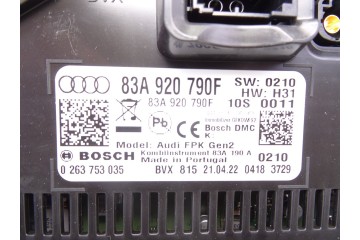 83A 920 790F SW: 0210
83A 920 790F HW: H31
10S 0011
Pb
Bosch DMC
K
Model: Audi FPK Gen2
BOSCH Kombiinstrument 83A 790 A
Made in Portugal 0210
0 263 753 035 BVX 815 21.04.22 0418 3729